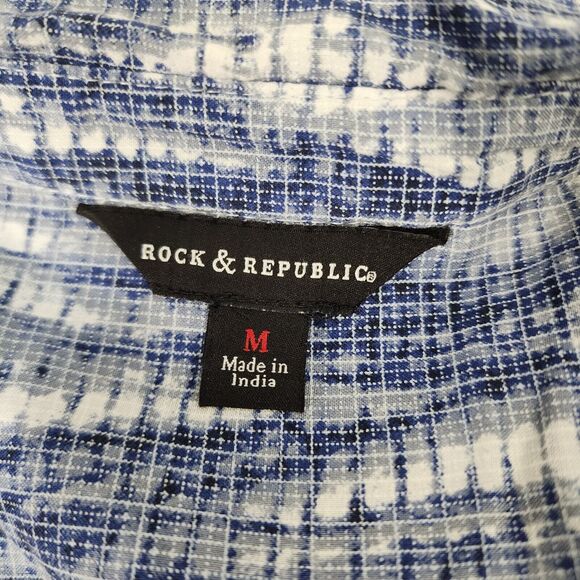 ROCK & REPUBLIC®
M
Made in
India